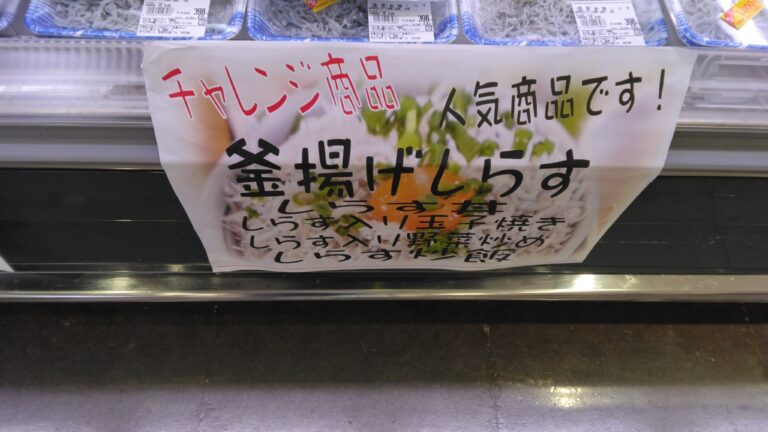 398
398
チャレンジ商品
人気商品です！
釜揚げしらす
しらす丼
しらす入り玉子焼き
しらす入り野菜炒め
しらす炒飯